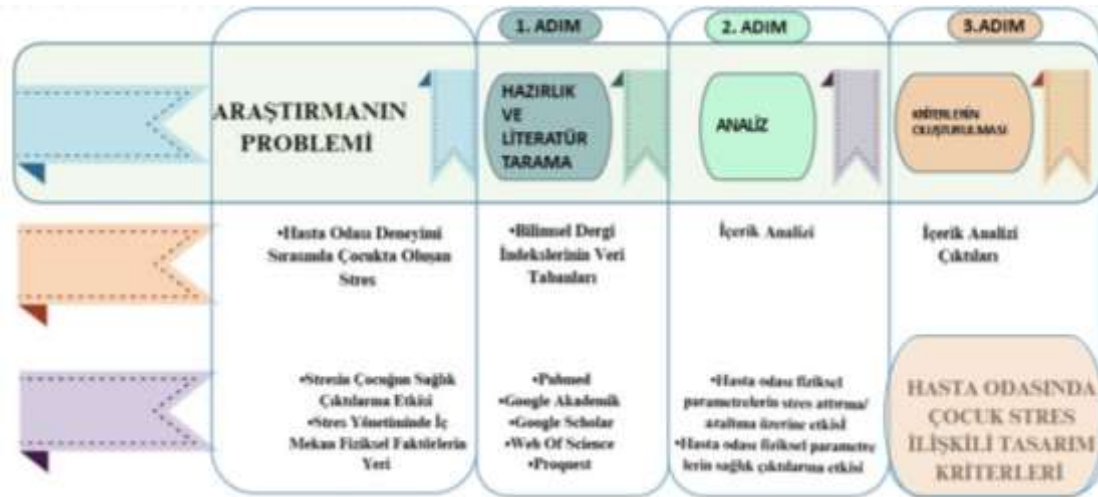 1. ADIM
2. ADIM
3.ADIM
ARAŞTIRMANIN
PROBLEMİ
HAZIRLIK
VE
LİTERATÜR
TARAMA
ANALİZ
KRİTERLERİN
OLUŞTURULMASI
•Hasta Odası Deneyimi
Sırasında Çocukta Oluşan
Stres
•Bilimsel Dergi
İndekslerinin Veri
Tabanları
İçerik Analizi
İçerik Analizi
Çıktıları
•Stresin Çocuğun Sağlık
Çıktılarına Etkisi
•Stres Yönetiminde İç
Mekan Fiziksel Faktörlerin
Yeri
•Pubmed
•Google Akademik
•Google Scholar
•Web Of Science
•Proquest
•Hasta odası fiziksel
parametrelerin stres attırma/
azaltma üzerine etkisİ
•Hasta odası fiziksel parametre
lerin sağlık çıktılarına etkisi
HASTA ODASINDA
ÇOCUK STRES
İLİŞKİLİ TASARIM
KRİTERLERİ